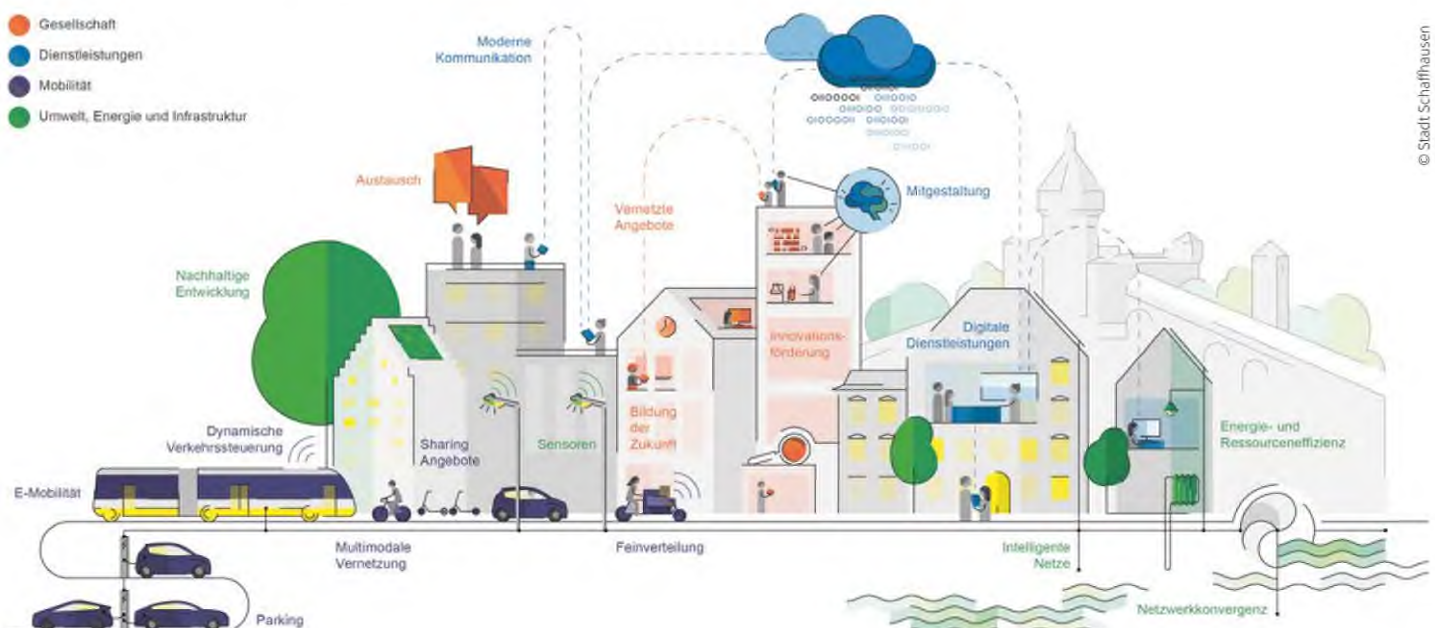 Gesellschaft
Dienstleistungen
Mobilität
Umwelt, Energie und Infrastruktur
Moderne
Kommunikation
© Stadt Schaffhausen
Austausch
Vernetzte
Angebote
Mitgestaltung
Nachhaltige
Entwicklung
Innovations-
förderung
Digitale
Dienstleistungen
Dynamische
Verkehrssteuerung
Sharing
Angebote
Sensoren
Bildung
der
Zukunft
Energie- und
Ressourceneffizienz
E-Mobilität
Multimodale
Vernetzung
Feinverteilung
Intelligente
Netze
Netzwerkkonvergenz
Parking